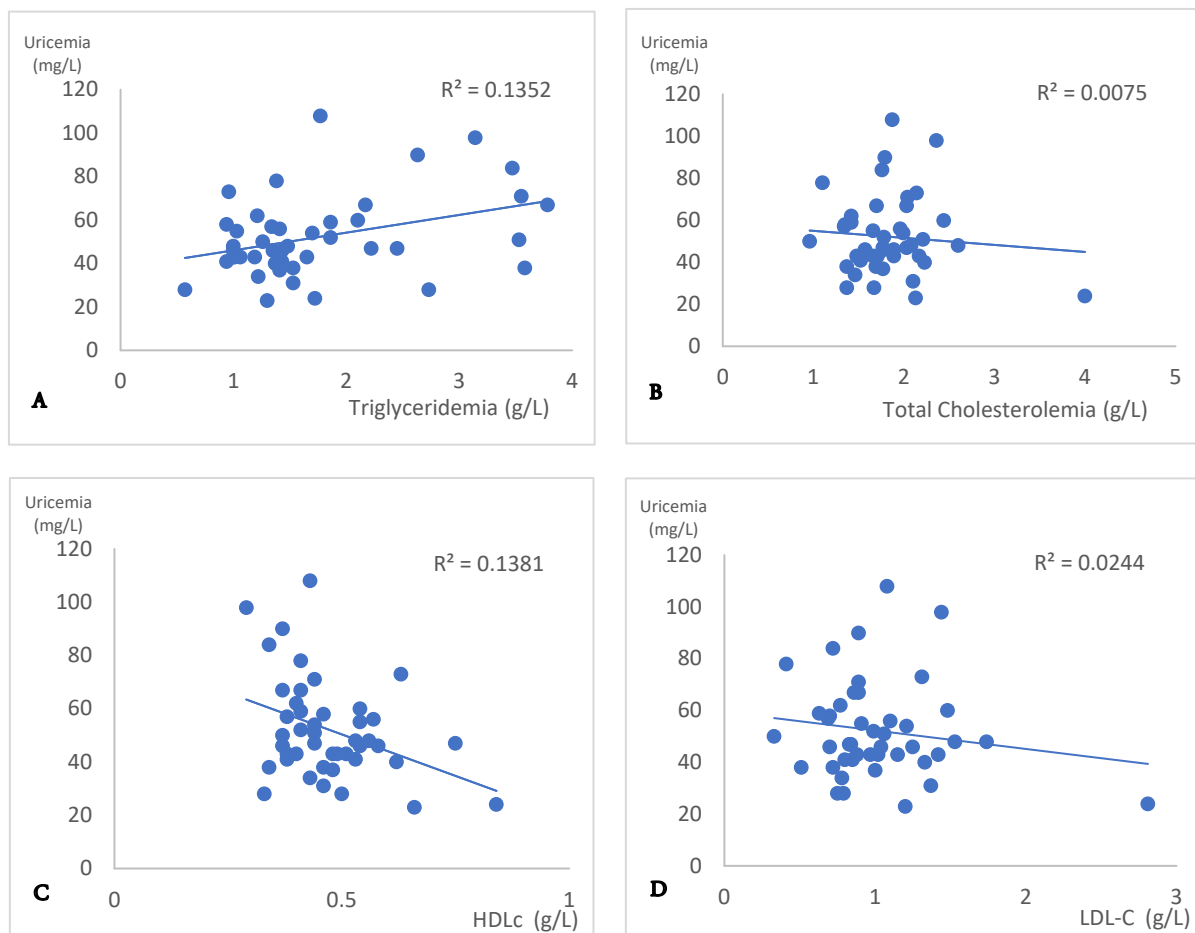 Uricemia
(mg/L)
R² = 0.1352
120
100
80
60
40
20
0
0 1 2 3 4
A
Triglyceridemia (g/L)
Uricemia
(mg/L)
R² = 0.0075
120
100
80
60
40
20
0
0 1 2 3 4 5
B
Total Cholesterolemia (g/L)
Uricemia
(mg/L)
R² = 0.1381
120
100
80
60
40
20
0
0 0.5 1
C
HDLc (g/L)
Uricemia
(mg/L)
R² = 0.0244
120
100
80
60
40
20
0
0 1 2 3
D
LDL-C (g/L)